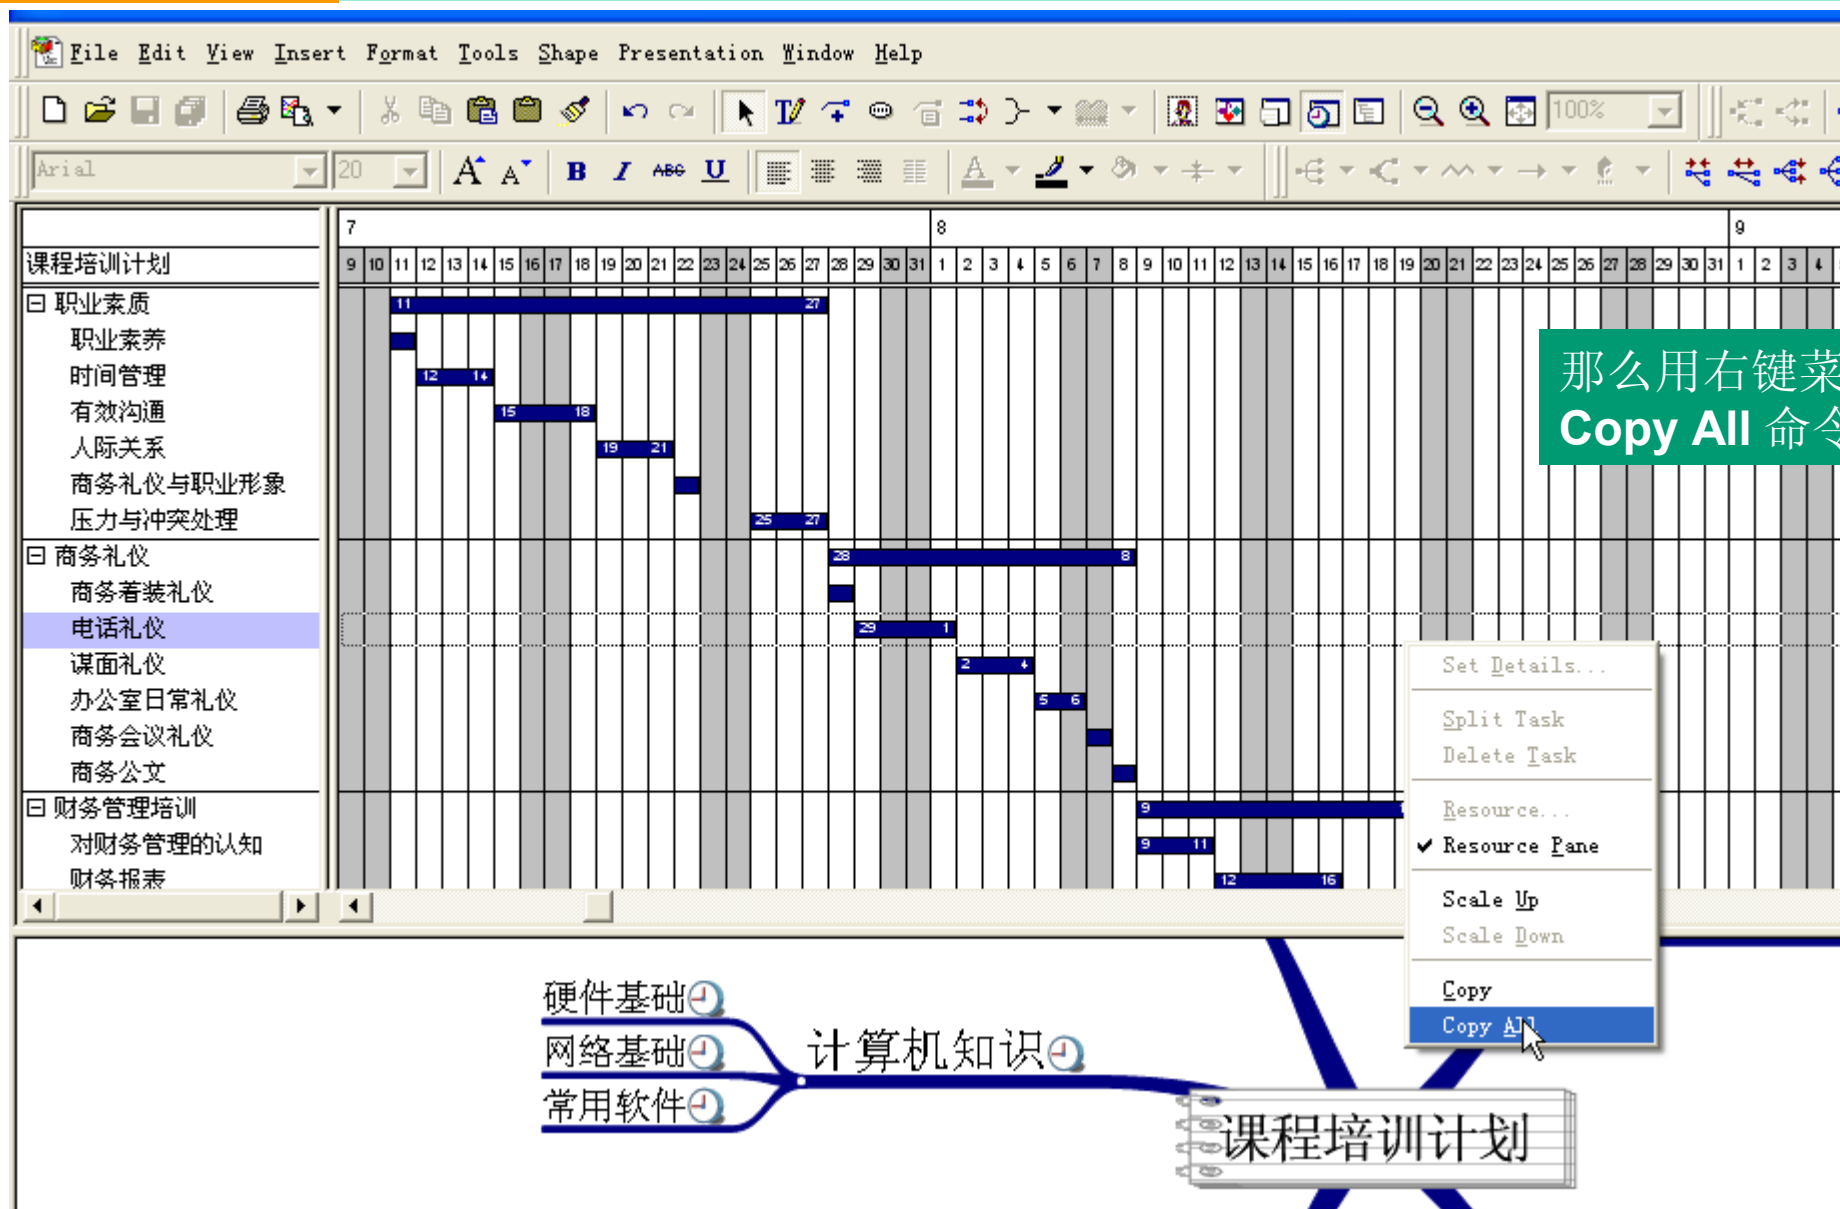 File Edit View Insert Format Tools Shape Presentation Window Help
100%
Arial 20 A A B I ABC U A
7 8 9
课程培训计划 9 10 11 12 13 14 15 16 17 18 19 20 21 22 23 24 25 26 27 28 29 30 31 1 2 3 4 5 6 7 8 9 10 11 12 13 14 15 16 17 18 19 20 21 22 23 24 25 26 27 28 29 30 31 1 2 3 4
职业素质 11 27
职业素养
时间管理 12 14
有效沟通 15 18
人际关系 19 21
商务礼仪与职业形象
压力与冲突处理 25 27
商务礼仪 28 8
商务着装礼仪
电话礼仪 29 1
谋面礼仪 2 4
办公室日常礼仪 5 6
商务会议礼仪
商务公文
财务管理培训 9
对财务管理的认知 9 11
财务报表 12 16
那么用右键菜
Copy All 命令
Set Details...
Split Task
Delete Task
Resource...
Resource Pane
Scale Up
Scale Down
Copy
Copy All
硬件基础
网络基础
常用软件
计算机知识
课程培训计划